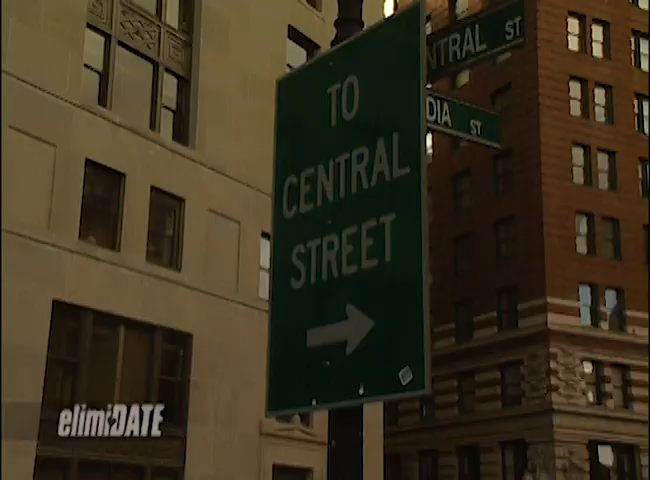 TO
CENTRAL
STREET
NTRAL ST
DIA ST
elimiDATE